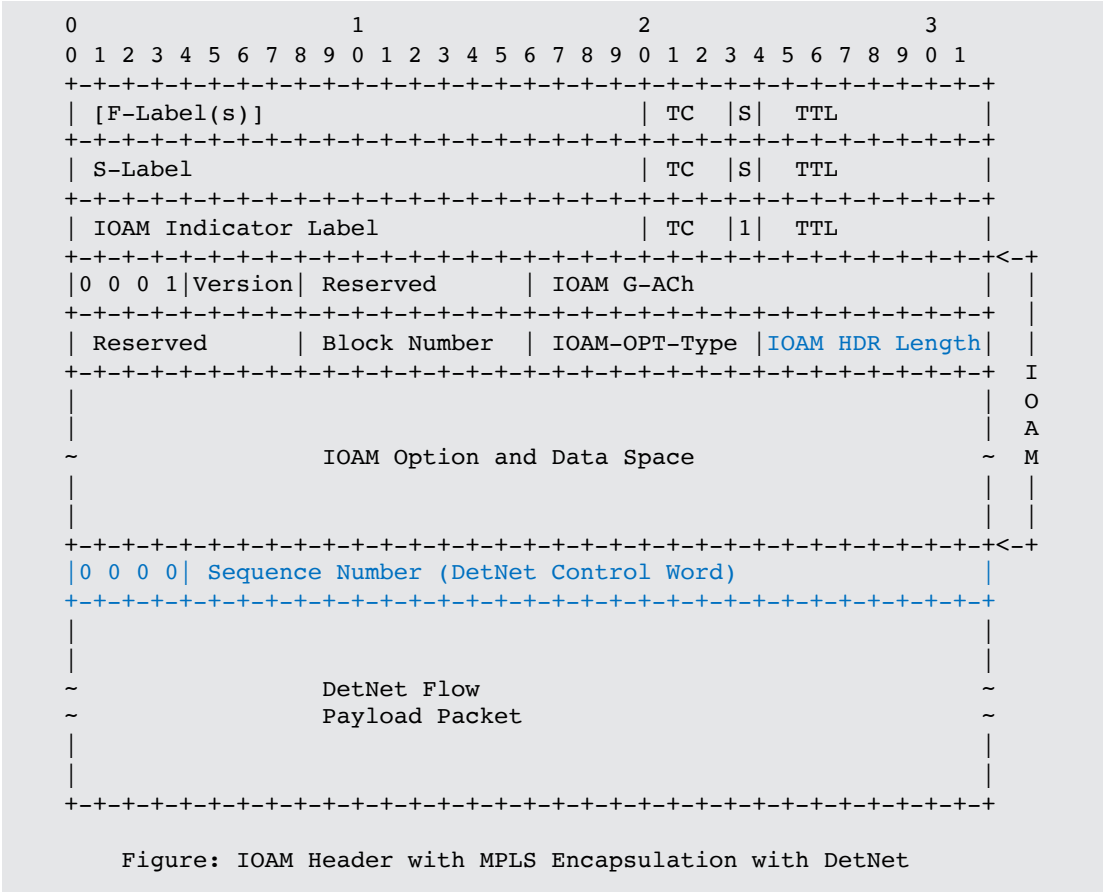 0                   1                   2                   3
0 1 2 3 4 5 6 7 8 9 0 1 2 3 4 5 6 7 8 9 0 1 2 3 4 5 6 7 8 9 0 1
+-+-+-+-+-+-+-+-+-+-+-+-+-+-+-+-+-+-+-+-+-+-+-+-+-+-+-+-+-+-+-+-+
| [F-Label(s)]                          | TC  |S|  TTL          |
+-+-+-+-+-+-+-+-+-+-+-+-+-+-+-+-+-+-+-+-+-+-+-+-+-+-+-+-+-+-+-+-+
| S-Label                               | TC  |S|  TTL          |
+-+-+-+-+-+-+-+-+-+-+-+-+-+-+-+-+-+-+-+-+-+-+-+-+-+-+-+-+-+-+-+-+
| IOAM Indicator Label                  | TC  |1|  TTL          |
+-+-+-+-+-+-+-+-+-+-+-+-+-+-+-+-+-+-+-+-+-+-+-+-+-+-+-+-+-+-+-+-+<-+
|0 0 0 1|Version| Reserved      | IOAM G-ACh                    |  |
+-+-+-+-+-+-+-+-+-+-+-+-+-+-+-+-+-+-+-+-+-+-+-+-+-+-+-+-+-+-+-+-+  |
| Reserved      | Block Number  | IOAM-OPT-Type |IOAM HDR Length|  |
+-+-+-+-+-+-+-+-+-+-+-+-+-+-+-+-+-+-+-+-+-+-+-+-+-+-+-+-+-+-+-+-+  I
|                                                               |  O
|                                                               |  A
~                 IOAM Option and Data Space                    ~  M
|                                                               |  |
|                                                               |  |
+-+-+-+-+-+-+-+-+-+-+-+-+-+-+-+-+-+-+-+-+-+-+-+-+-+-+-+-+-+-+-+-+<-+
|0 0 0 0| Sequence Number (DetNet Control Word)                 |
+-+-+-+-+-+-+-+-+-+-+-+-+-+-+-+-+-+-+-+-+-+-+-+-+-+-+-+-+-+-+-+-+
|                                                               |
|                                                               |
~                 DetNet Flow                                   ~
~                 Payload Packet                                ~
|                                                               |
|                                                               |
+-+-+-+-+-+-+-+-+-+-+-+-+-+-+-+-+-+-+-+-+-+-+-+-+-+-+-+-+-+-+-+-+
Figure: IOAM Header with MPLS Encapsulation with DetNet